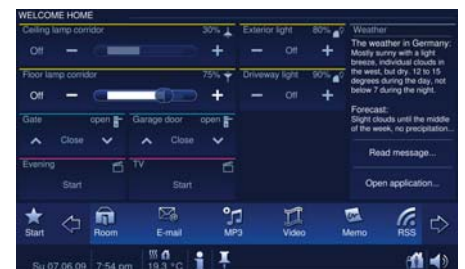 WELCOME HOME
Ceiling lamp corridor 30%
Off − +
Exterior light 80%
− Off +
Floor lamp corridor 75%
Off − +
Driveway light 90%
− Off +
Gate open
Close
Garage door open
Close
Evening
Start
TV
Start
Weather
The weather in Germany:
Mostly sunny with a light
breeze, individual clouds in
the west, but dry. 12 to 15
degrees during the day, not
below 7 during the night.
Forecast:
Slight clouds until the middle
of the week, no precipitation...
Read message...
Open application...
Start
Room
E-mail
MP3
Video
Memo
RSS
Su 07.06.09 7:54 pm 19.3 °C